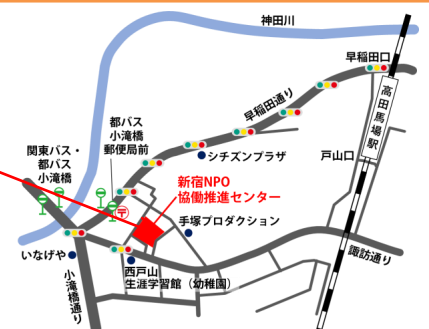 神田川
早稲田口
早稲田通り
高田馬場駅
都バス
小滝橋
郵便局前
関東バス・
都バス
小滝橋
シチズンプラザ
戸山口
新宿NPO
協働推進センター
手塚プロダクション
諏訪通り
いなげや
西戸山
生涯学習館（幼稚園）
小滝橋通り